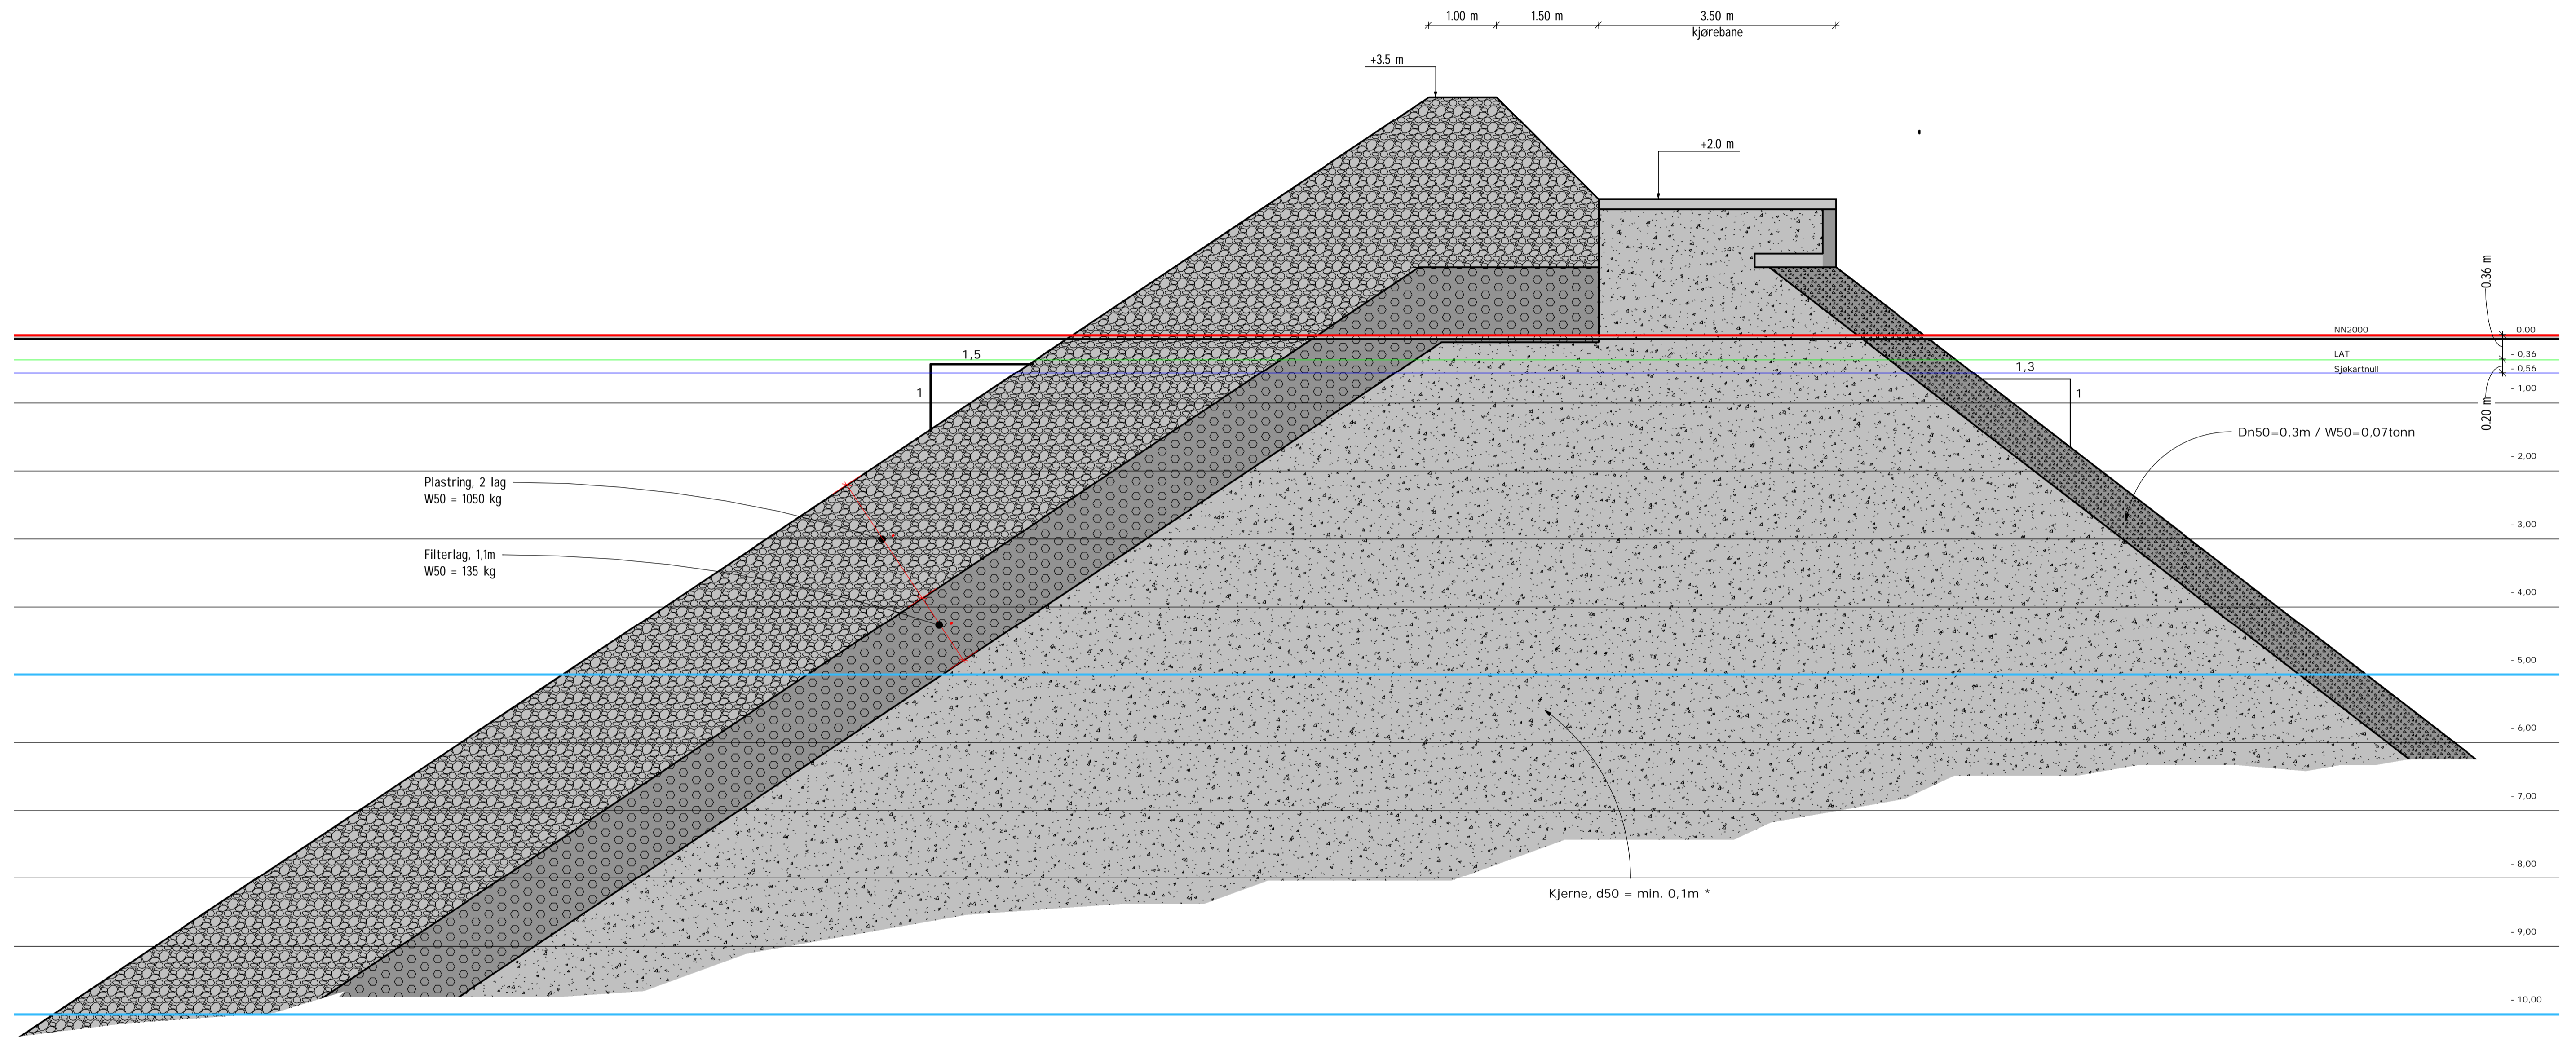 1.00 m
1.50 m
3.50 m
kjørebane
+3.5 m
+2.0 m
0.36 m
NN2000
0,00
LAT
- 0,36
Sjøkartnull
- 0,56
1,5
1
1,3
1
- 1,00
0.20 m
Dn50=0,3m / W50=0,07tonn
- 2,00
Plastring, 2 lag
W50 = 1050 kg
- 3,00
Filterlag, 1,1m
W50 = 135 kg
- 4,00
- 5,00
- 6,00
- 7,00
- 8,00
Kjerne, d50 = min. 0,1m *
- 9,00
- 10,00